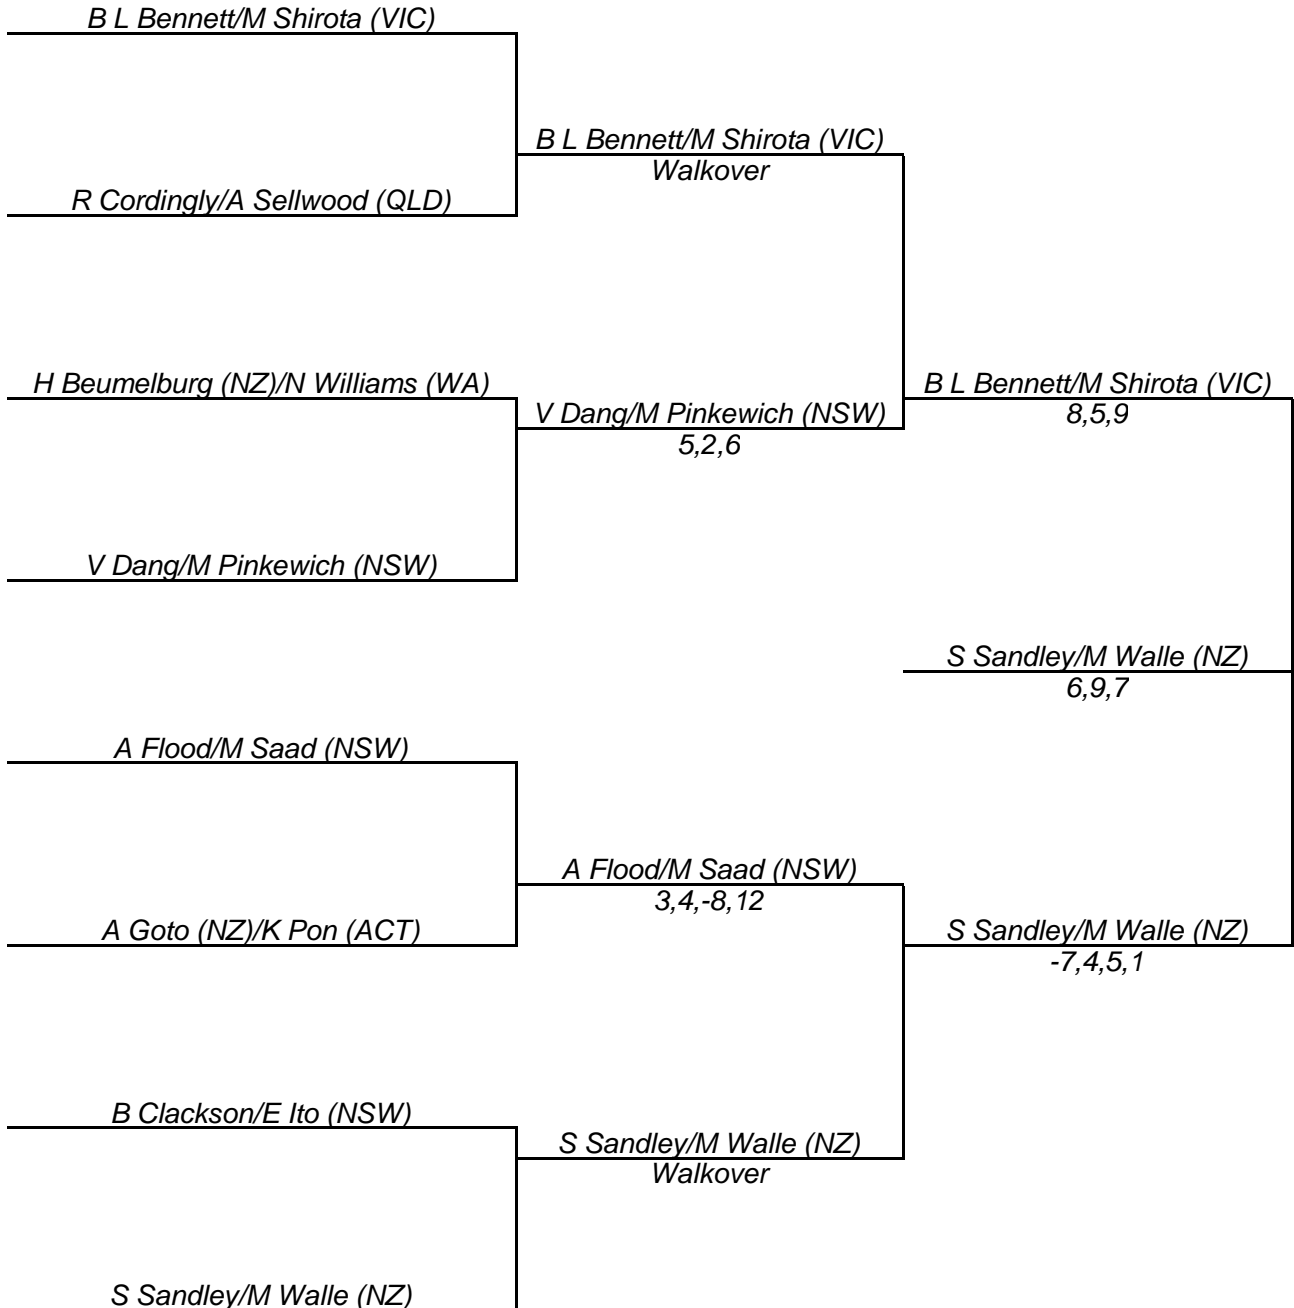 B L Bennett/M Shirota (VIC)
B L Bennett/M Shirota (VIC)
Walkover
R Cordingly/A Sellwood (QLD)
H Beumelburg (NZ)/N Williams (WA)
B L Bennett/M Shirota (VIC)
8,5,9
V Dang/M Pinkewich (NSW)
5,2,6
V Dang/M Pinkewich (NSW)
S Sandley/M Walle (NZ)
6,9,7
A Flood/M Saad (NSW)
A Flood/M Saad (NSW)
3,4,-8,12
A Goto (NZ)/K Pon (ACT)
S Sandley/M Walle (NZ)
-7,4,5,1
B Clackson/E Ito (NSW)
S Sandley/M Walle (NZ)
Walkover
S Sandley/M Walle (NZ)